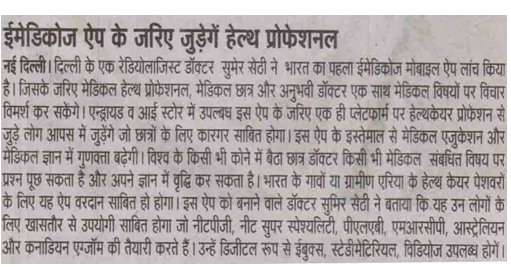 ईमेडिकोज ऐप के जरिए जुड़ेगें हेल्थ प्रोफेशनल
नई दिल्ली। दिल्ली के एक रेडियोलाजिस्ट डॉक्टर सुमेर सेठी ने भारत का पहला ईमेडिकोज मोबाइल ऐप लांच किया
है। जिसके जरिए मेडिकल हेल्थ प्रोफेशनल, मेडिकल छात्र और अनुभवी डॉक्टर एक साथ मेडिकल विषयों पर विचार
विमर्श कर सकेंगे। एन्ड्रायड व आई स्टोर में उपलब्ध इस ऐप के जरिए एक ही प्लेटफार्म पर हेल्थकेयर प्रोफेशन से
जुड़े लोग आपस में जुड़ेगें जो छात्रों के लिए कारगर साबित होगा। इस ऐप के इस्तेमाल से मेडिकल एजुकेशन और
मेडिकल ज्ञान में गुणवत्ता बढ़ेगी। विश्व के किसी भी कोने में बैठा छात्र डॉक्टर किसी भी मेडिकल संबधित विषय पर
प्रश्न पूछ सकता है और अपने ज्ञान में वृद्धि कर सकता है। भारत के गावों या ग्रामीण एरिया के हेल्थ केयर पेशवरों
के लिए यह ऐप वरदान साबित हो होगा। इस ऐप को बनाने वाले डॉक्टर सुमिर सेठी ने बताया कि यह उन लोगों के
लिए खासतौर से उपयोगी साबित होगा जो नीटपीजी, नीट सुपर स्पेश्यलिटी, पीएलएबी, एमआरसीपी, आस्ट्रेलियन
और कनाडियन एग्जॉम की तैयारी करते हैं। उन्हें डिजीटल रूप से ईबुक्स, स्टेडीमेटिरियल, विडियोज उपलब्ध होगें।